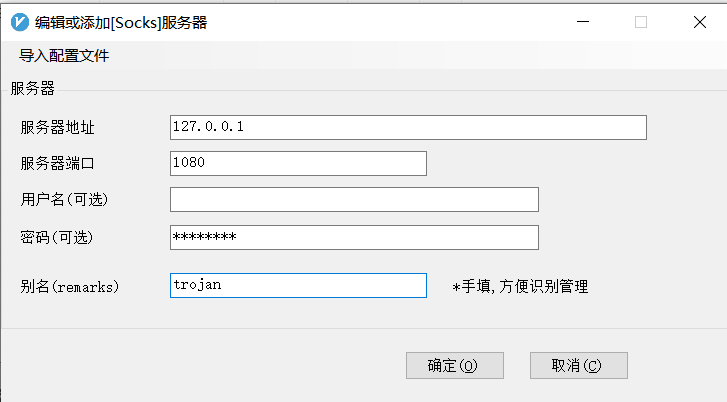 编辑或添加[Socks]服务器
导入配置文件
服务器
服务器地址 127.0.0.1
服务器端口 1080
用户名(可选)
密码(可选) ********
别名(remarks) trojan *手填,方便识别管理
确定(O) 取消(C)